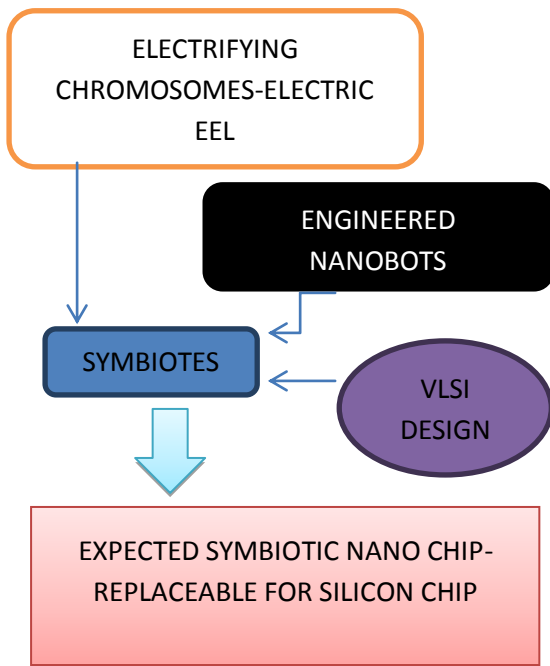 ELECTRIFYING
CHROMOSOMES-ELECTRIC
EEL
ENGINEERED
NANOBOTS
SYMBIOTES
VLSI
DESIGN
EXPECTED SYMBIOTIC NANO CHIP-
REPLACEABLE FOR SILICON CHIP